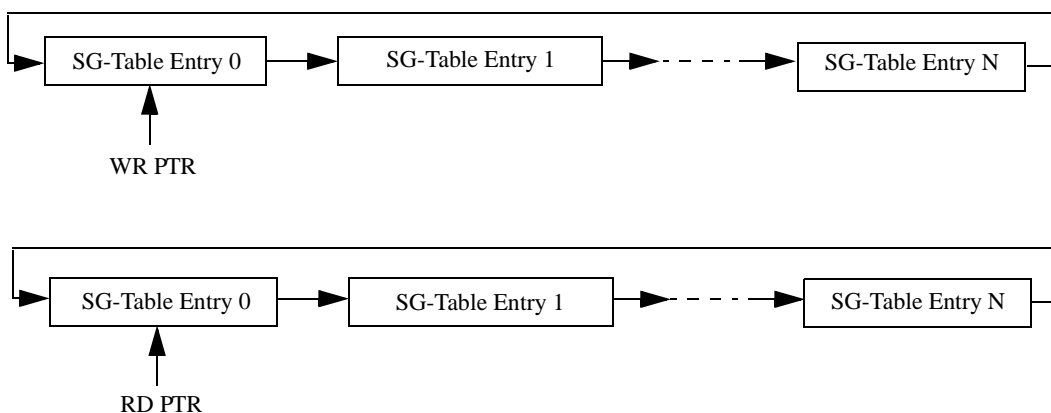 SG-Table Entry 0
SG-Table Entry 1
SG-Table Entry N
WR PTR
SG-Table Entry 0
SG-Table Entry 1
SG-Table Entry N
RD PTR